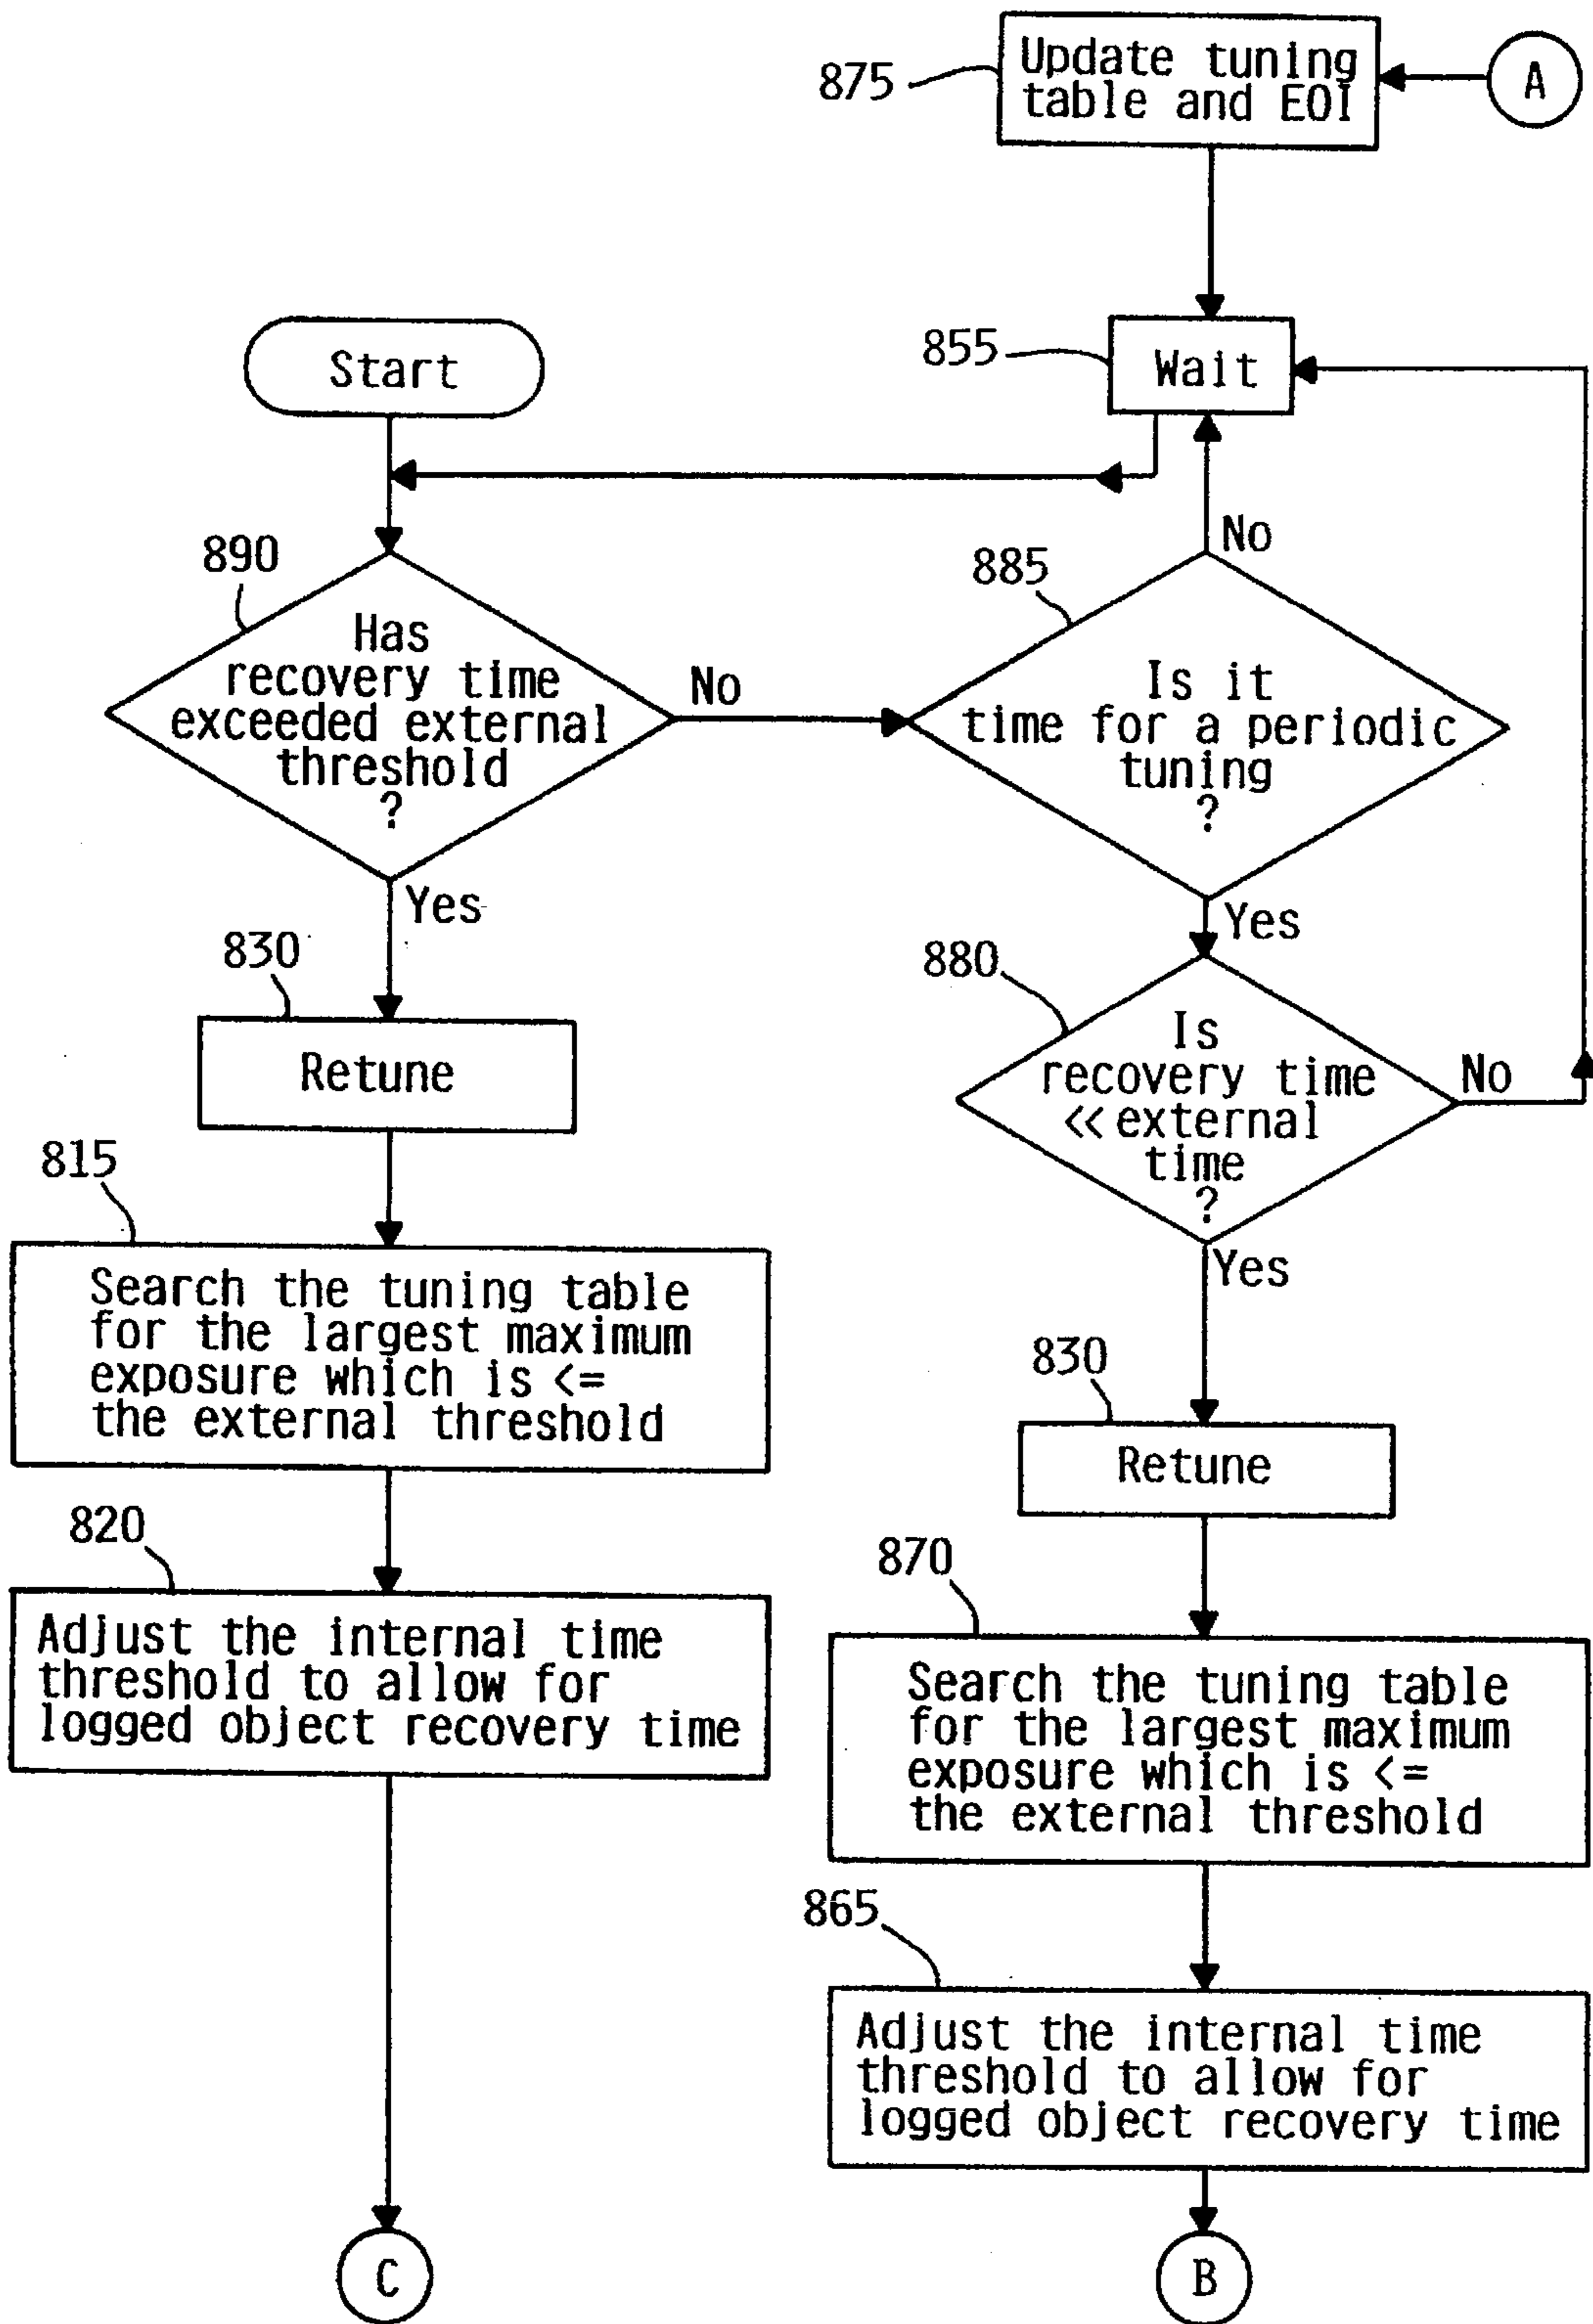 875
Update tuning
table and EOI
A
Start
855
Wait
890
Has
recovery time
exceeded external
threshold
?
No
Yes
885
Is it
time for a periodic
tuning
?
No
Yes
830
Retune
880
Is
recovery time
<< external
time
?
No
Yes
815
Search the tuning table
for the largest maximum
exposure which is <=
the external threshold
830
Retune
820
Adjust the internal time
threshold to allow for
logged object recovery time
870
Search the tuning table
for the largest maximum
exposure which is <=
the external threshold
865
Adjust the internal time
threshold to allow for
logged object recovery time
C
B